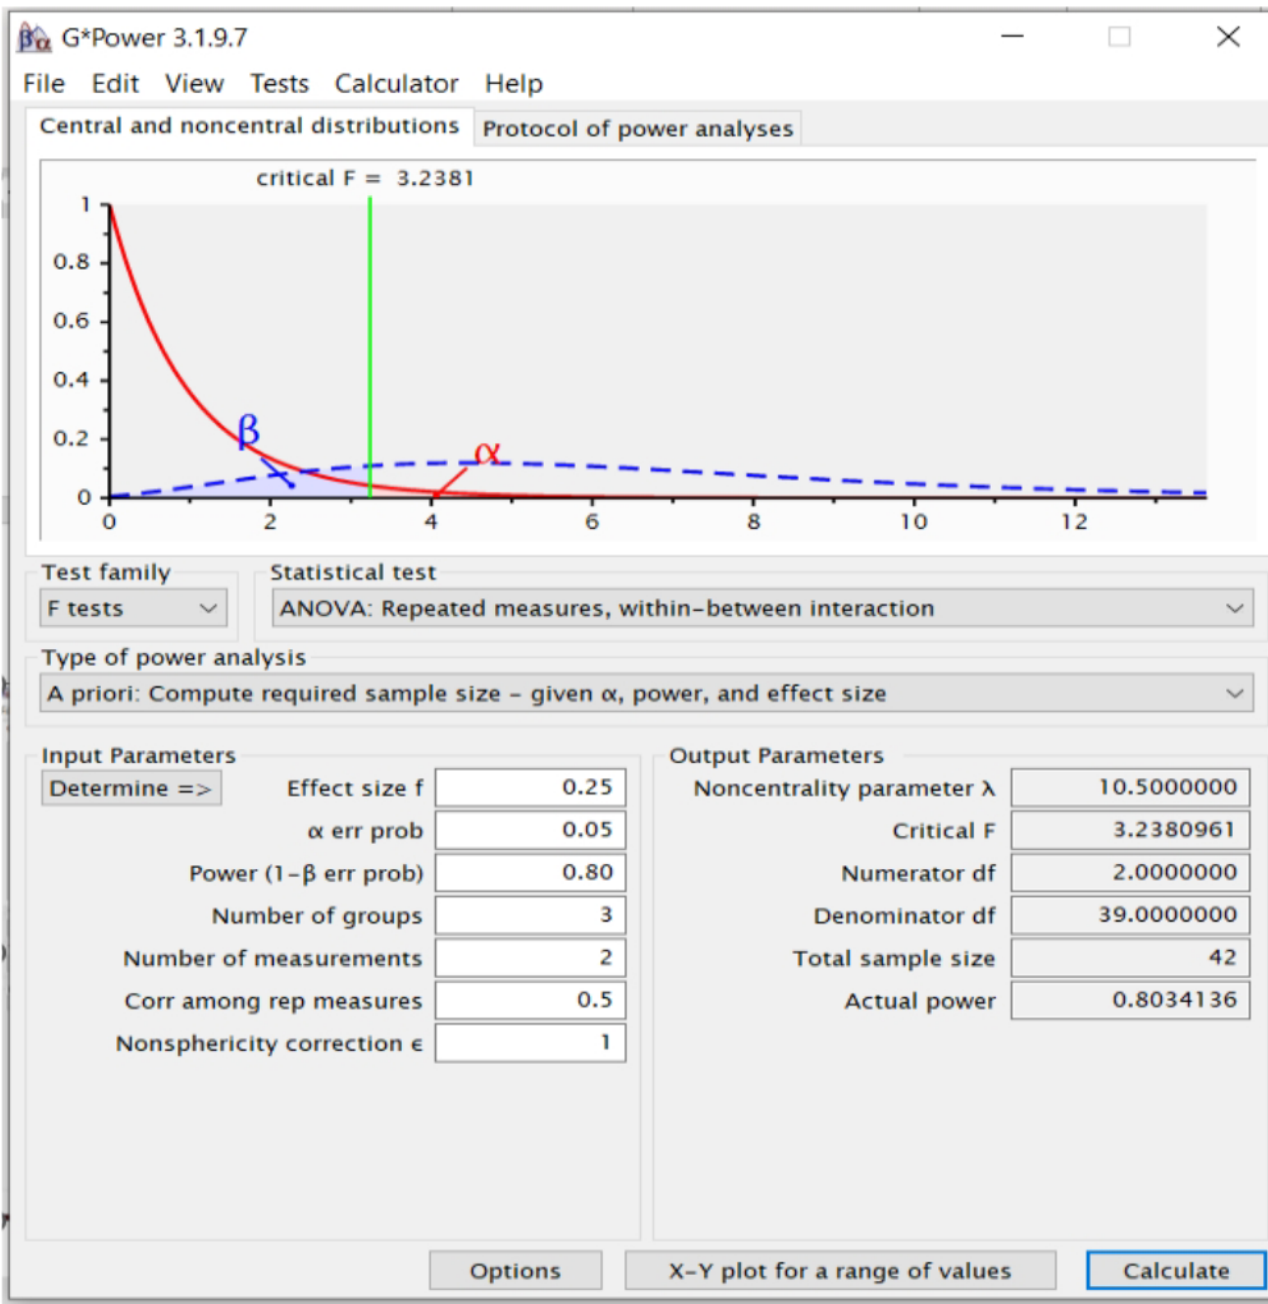 G*Power 3.1.9.7
File Edit View Tests Calculator Help
Central and noncentral distributions Protocol of power analyses
critical F = 3.2381
1
0.8
0.6
0.4
0.2
0
β
α
0 2 4 6 8 10 12
Test family Statistical test
F tests ANOVA: Repeated measures, within-between interaction
Type of power analysis
A priori: Compute required sample size - given α, power, and effect size
Input Parameters Output Parameters
Determine => Effect size f 0.25 Noncentrality parameter λ 10.5000000
α err prob 0.05 Critical F 3.2380961
Power (1-β err prob) 0.80 Numerator df 2.0000000
Number of groups 3 Denominator df 39.0000000
Number of measurements 2 Total sample size 42
Corr among rep measures 0.5 Actual power 0.8034136
Nonsphericity correction ϵ 1
Options X-Y plot for a range of values Calculate